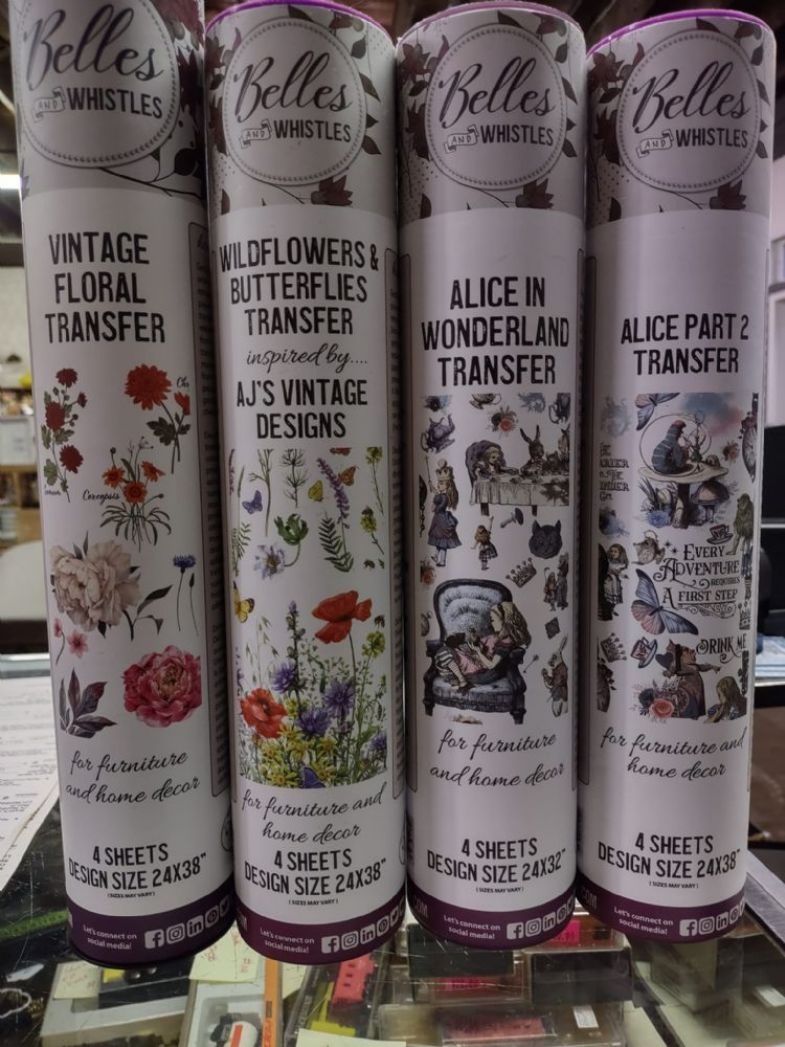 Belles
AND WHISTLES
VINTAGE
FLORAL
TRANSFER
Coreopsis
for furniture
and home decor
4 SHEETS
DESIGN SIZE 24X38"
(SIZES MAY VARY)
Let's connect on
social media!
Belles
AND WHISTLES
WILDFLOWERS &
BUTTERFLIES
TRANSFER
inspired by....
AJ'S VINTAGE
DESIGNS
for furniture and
home decor
4 SHEETS
DESIGN SIZE 24X38"
(SIZES MAY VARY)
Let's connect on
social media!
Belles
AND WHISTLES
ALICE IN
WONDERLAND
TRANSFER
for furniture
and home decor
4 SHEETS
DESIGN SIZE 24X32"
(SIZES MAY VARY)
Let's connect on
social media!
Belles
AND WHISTLES
ALICE PART 2
TRANSFER
EVERY
ADVENTURE
REQUIRES
A FIRST STEP
DRINK ME
for furniture and
home decor
4 SHEETS
DESIGN SIZE 24X38"
(SIZES MAY VARY)
Let's connect on
social media!